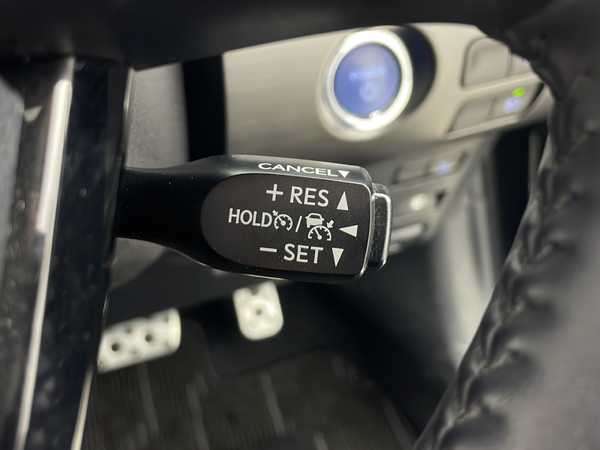 CANCEL▼
+ RES ▲
HOLD / ◀
− SET ▼